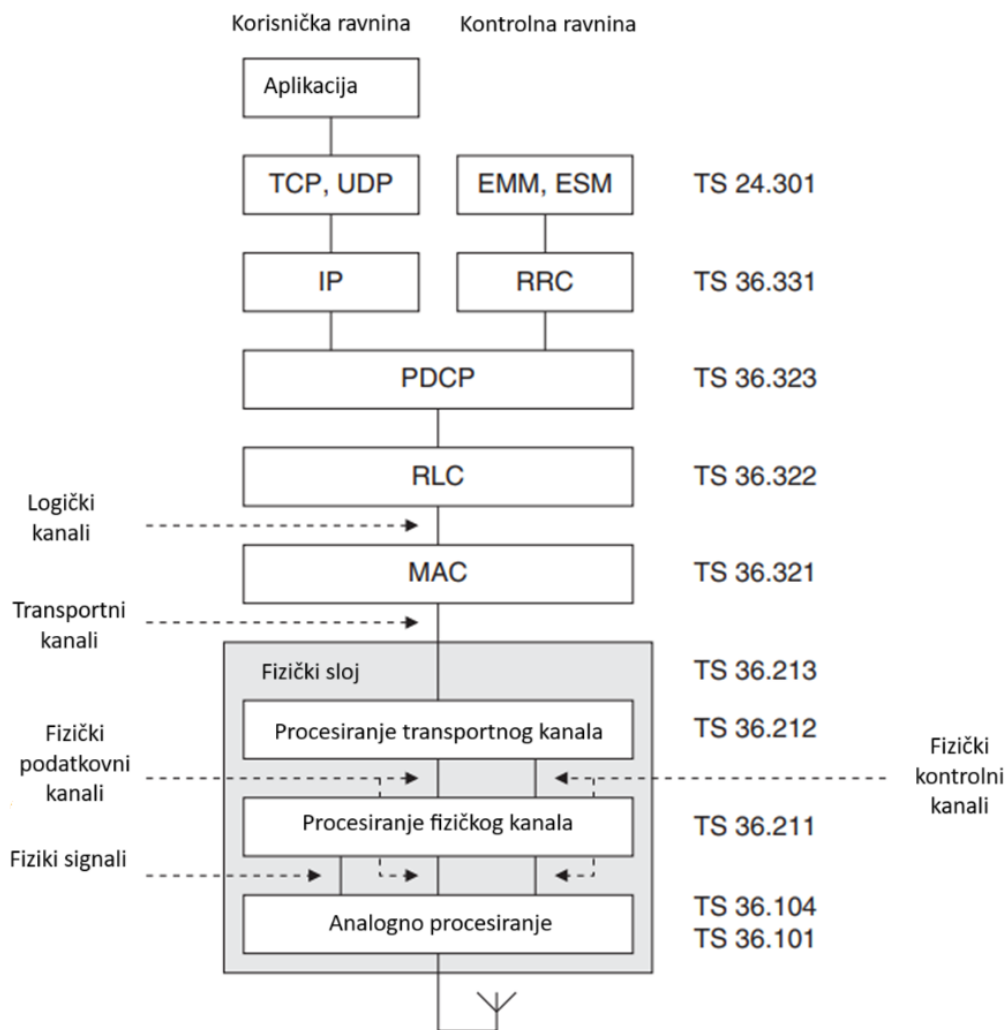 Korisnička ravnina
Kontrolna ravnina
Aplikacija
TCP, UDP
EMM, ESM
TS 24.301
IP
RRC
TS 36.331
PDCP
TS 36.323
RLC
TS 36.322
Logički
kanali
MAC
TS 36.321
Transportni
kanali
Fizički sloj
TS 36.213
Procesiranje transportnog kanala
TS 36.212
Fizički
podatkovni
kanali
Fizički
kontrolni
kanali
Procesiranje fizičkog kanala
TS 36.211
Fiziki signali
Analogno procesiranje
TS 36.104
TS 36.101